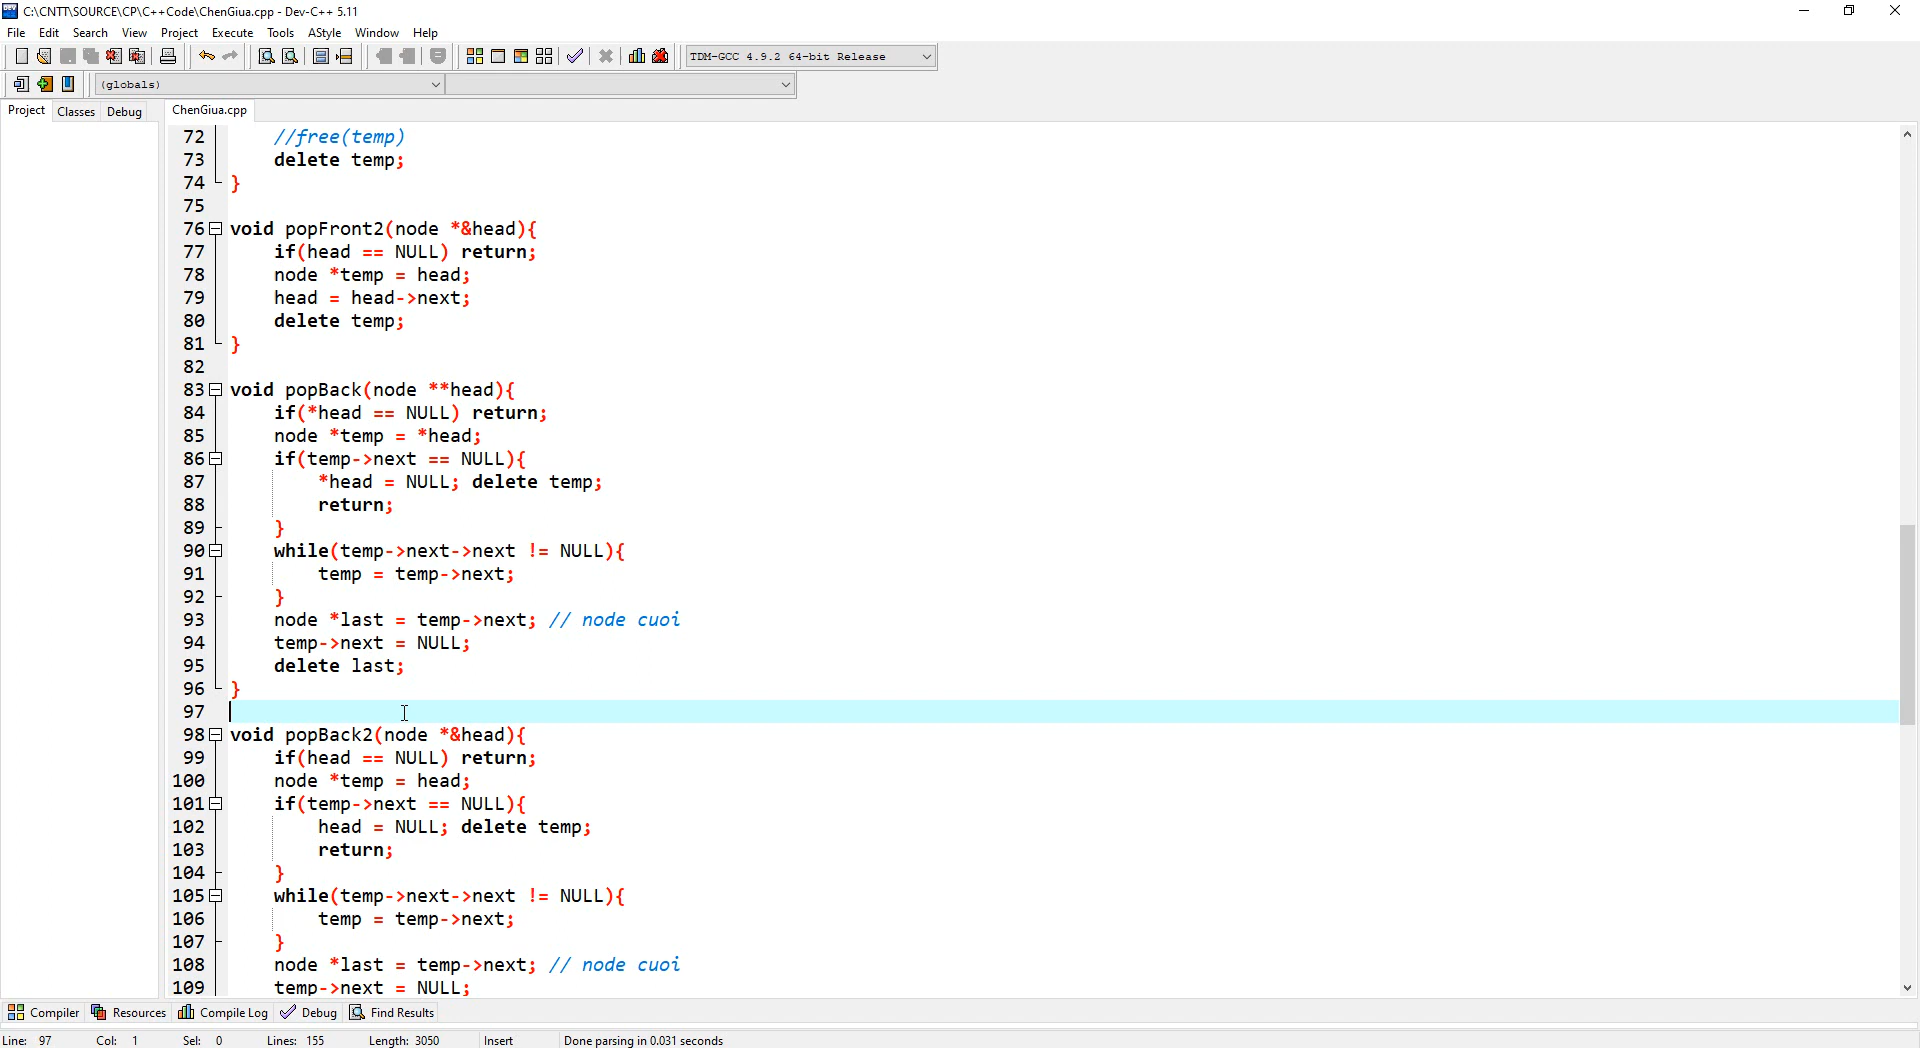 C:\CNTT\SOURCE\CP\C++Code\ChenGiua.cpp - Dev-C++ 5.11
File Edit Search View Project Execute Tools AStyle Window Help
TDM-GCC 4.9.2 64-bit Release
(globals)
Project Classes Debug ChenGiua.cpp
72 //free(temp)
73 delete temp;
74 }
75
76 void popFront2(node *&head){
77 if(head == NULL) return;
78 node *temp = head;
79 head = head->next;
80 delete temp;
81 }
82
83 void popBack(node **head){
84 if(*head == NULL) return;
85 node *temp = *head;
86 if(temp->next == NULL){
87 *head = NULL; delete temp;
88 return;
89 }
90 while(temp->next->next != NULL){
91 temp = temp->next;
92 }
93 node *last = temp->next; // node cuoi
94 temp->next = NULL;
95 delete last;
96 }
97
98 void popBack2(node *&head){
99 if(head == NULL) return;
100 node *temp = head;
101 if(temp->next == NULL){
102 head = NULL; delete temp;
103 return;
104 }
105 while(temp->next->next != NULL){
106 temp = temp->next;
107 }
108 node *last = temp->next; // node cuoi
109 temp->next = NULL;
Compiler Resources Compile Log Debug Find Results
Line: 97 Col: 1 Sel: 0 Lines: 155 Length: 3050 Insert Done parsing in 0.031 seconds